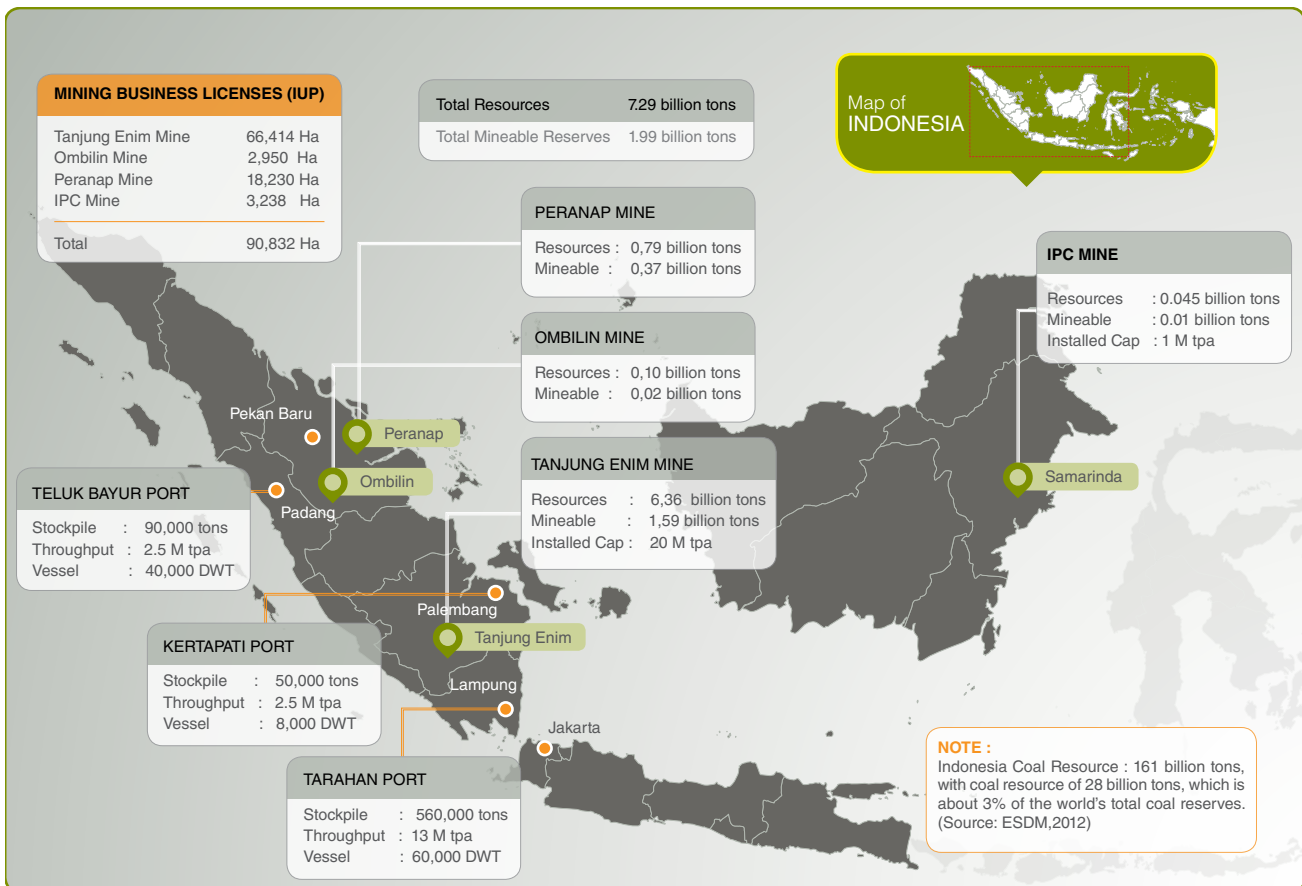 MINING BUSINESS LICENSES (IUP)
Tanjung Enim Mine 66,414 Ha
Ombilin Mine 2,950 Ha
Peranap Mine 18,230 Ha
IPC Mine 3,238 Ha
Total 90,832 Ha
Total Resources 7.29 billion tons
Total Mineable Reserves 1.99 billion tons
Map of
INDONESIA
PERANAP MINE
Resources : 0,79 billion tons
Mineable : 0,37 billion tons
IPC MINE
Resources : 0.045 billion tons
Mineable : 0.01 billion tons
Installed Cap : 1 M tpa
OMBILIN MINE
Resources : 0,10 billion tons
Mineable : 0,02 billion tons
Pekan Baru
Peranap
Ombilin
Padang
TANJUNG ENIM MINE
Resources : 6,36 billion tons
Mineable : 1,59 billion tons
Installed Cap : 20 M tpa
Samarinda
TELUK BAYUR PORT
Stockpile : 90,000 tons
Throughput : 2.5 M tpa
Vessel : 40,000 DWT
Palembang
Tanjung Enim
KERTAPATI PORT
Stockpile : 50,000 tons
Throughput : 2.5 M tpa
Vessel : 8,000 DWT
Lampung
Jakarta
TARAHAN PORT
Stockpile : 560,000 tons
Throughput : 13 M tpa
Vessel : 60,000 DWT
NOTE :
Indonesia Coal Resource : 161 billion tons,
with coal resource of 28 billion tons, which is
about 3% of the world's total coal reserves.
(Source: ESDM,2012)